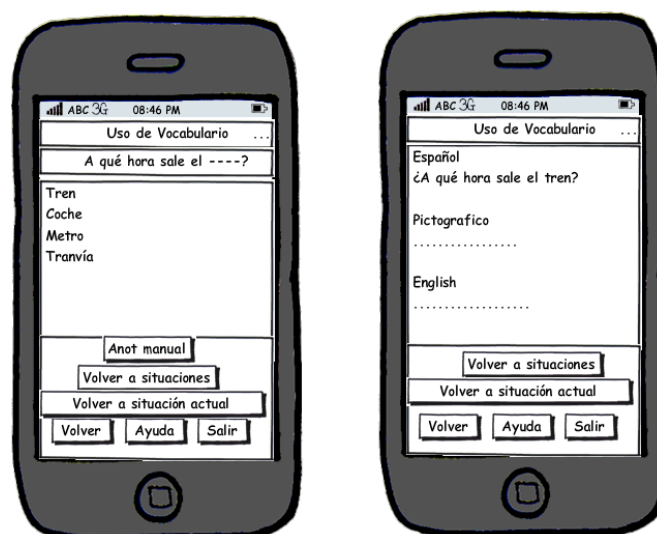 ABC 3G 08:46 PM
Uso de Vocabulario ...
A qué hora sale el ----?
Tren
Coche
Metro
Tranvía
Anot manual
Volver a situaciones
Volver a situación actual
Volver Ayuda Salir
ABC 3G 08:46 PM
Uso de Vocabulario ...
Español
¿A qué hora sale el tren?
Pictografico
.................
English
...................
Volver a situaciones
Volver a situación actual
Volver Ayuda Salir